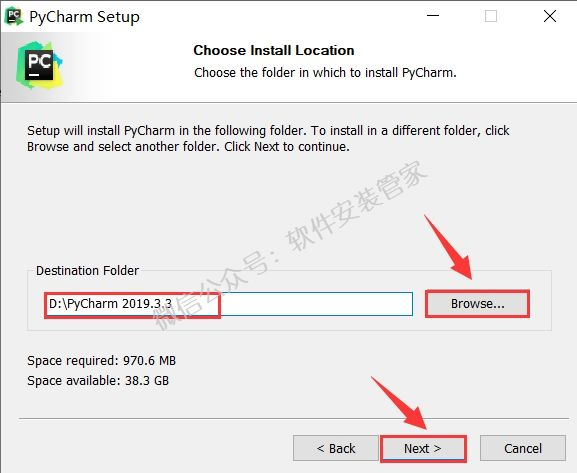 PyCharm Setup
PC
Choose Install Location
Choose the folder in which to install PyCharm.
Setup will install PyCharm in the following folder. To install in a different folder, click
Browse and select another folder. Click Next to continue.
微信公众号：软件安装管家
Destination Folder
D:\PyCharm 2019.3.3
Browse...
Space required: 970.6 MB
Space available: 38.3 GB
< Back
Next >
Cancel